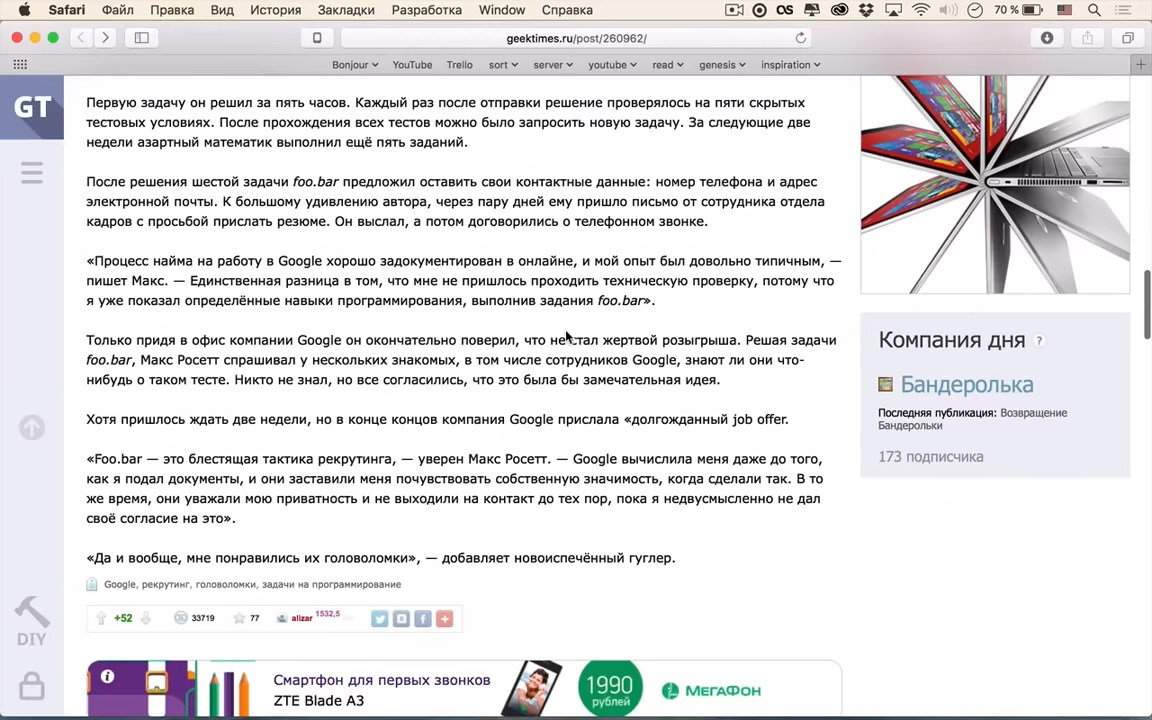 Safari Файл Правка Вид История Закладки Разработка Window Справка 70 %
geektimes.ru/post/260962/
Bonjour YouTube Trello sort server youtube read genesis inspiration
GT
Первую задачу он решил за пять часов. Каждый раз после отправки решение проверялось на пяти скрытых
тестовых условиях. После прохождения всех тестов можно было запросить новую задачу. За следующие две
недели азартный математик выполнил ещё пять заданий.
После решения шестой задачи foo.bar предложил оставить свои контактные данные: номер телефона и адрес
электронной почты. К большому удивлению автора, через пару дней ему пришло письмо от сотрудника отдела
кадров с просьбой прислать резюме. Он выслал, а потом договорились о телефонном звонке.
«Процесс найма на работу в Google хорошо задокументирован в онлайне, и мой опыт был довольно типичным, —
пишет Макс. — Единственная разница в том, что мне не пришлось проходить техническую проверку, потому что
я уже показал определённые навыки программирования, выполнив задания foo.bar».
Только придя в офис компании Google он окончательно поверил, что не стал жертвой розыгрыша. Решая задачи
foo.bar, Макс Росетт спрашивал у нескольких знакомых, в том числе сотрудников Google, знают ли они что-
нибудь о таком тесте. Никто не знал, но все согласились, что это была бы замечательная идея.
Хотя пришлось ждать две недели, но в конце концов компания Google прислала «долгожданный job offer.
«Foo.bar — это блестящая тактика рекрутинга, — уверен Макс Росетт. — Google вычислила меня даже до того,
как я подал документы, и они заставили меня почувствовать собственную значимость, когда сделали так. В то
же время, они уважали мою приватность и не выходили на контакт до тех пор, пока я недвусмысленно не дал
своё согласие на это».
«Да и вообще, мне понравились их головоломки», — добавляет новоиспечённый гуглер.
Google, рекрутинг, головоломки, задачи на программирование
+52 33719 77 alizar 1532,5
Компания дня ?
Бандеролька
Последняя публикация: Возвращение
Бандерольки
173 подписчика
DIY
Смартфон для первых звонков
ZTE Blade A3
1990
рублей
МегаФон